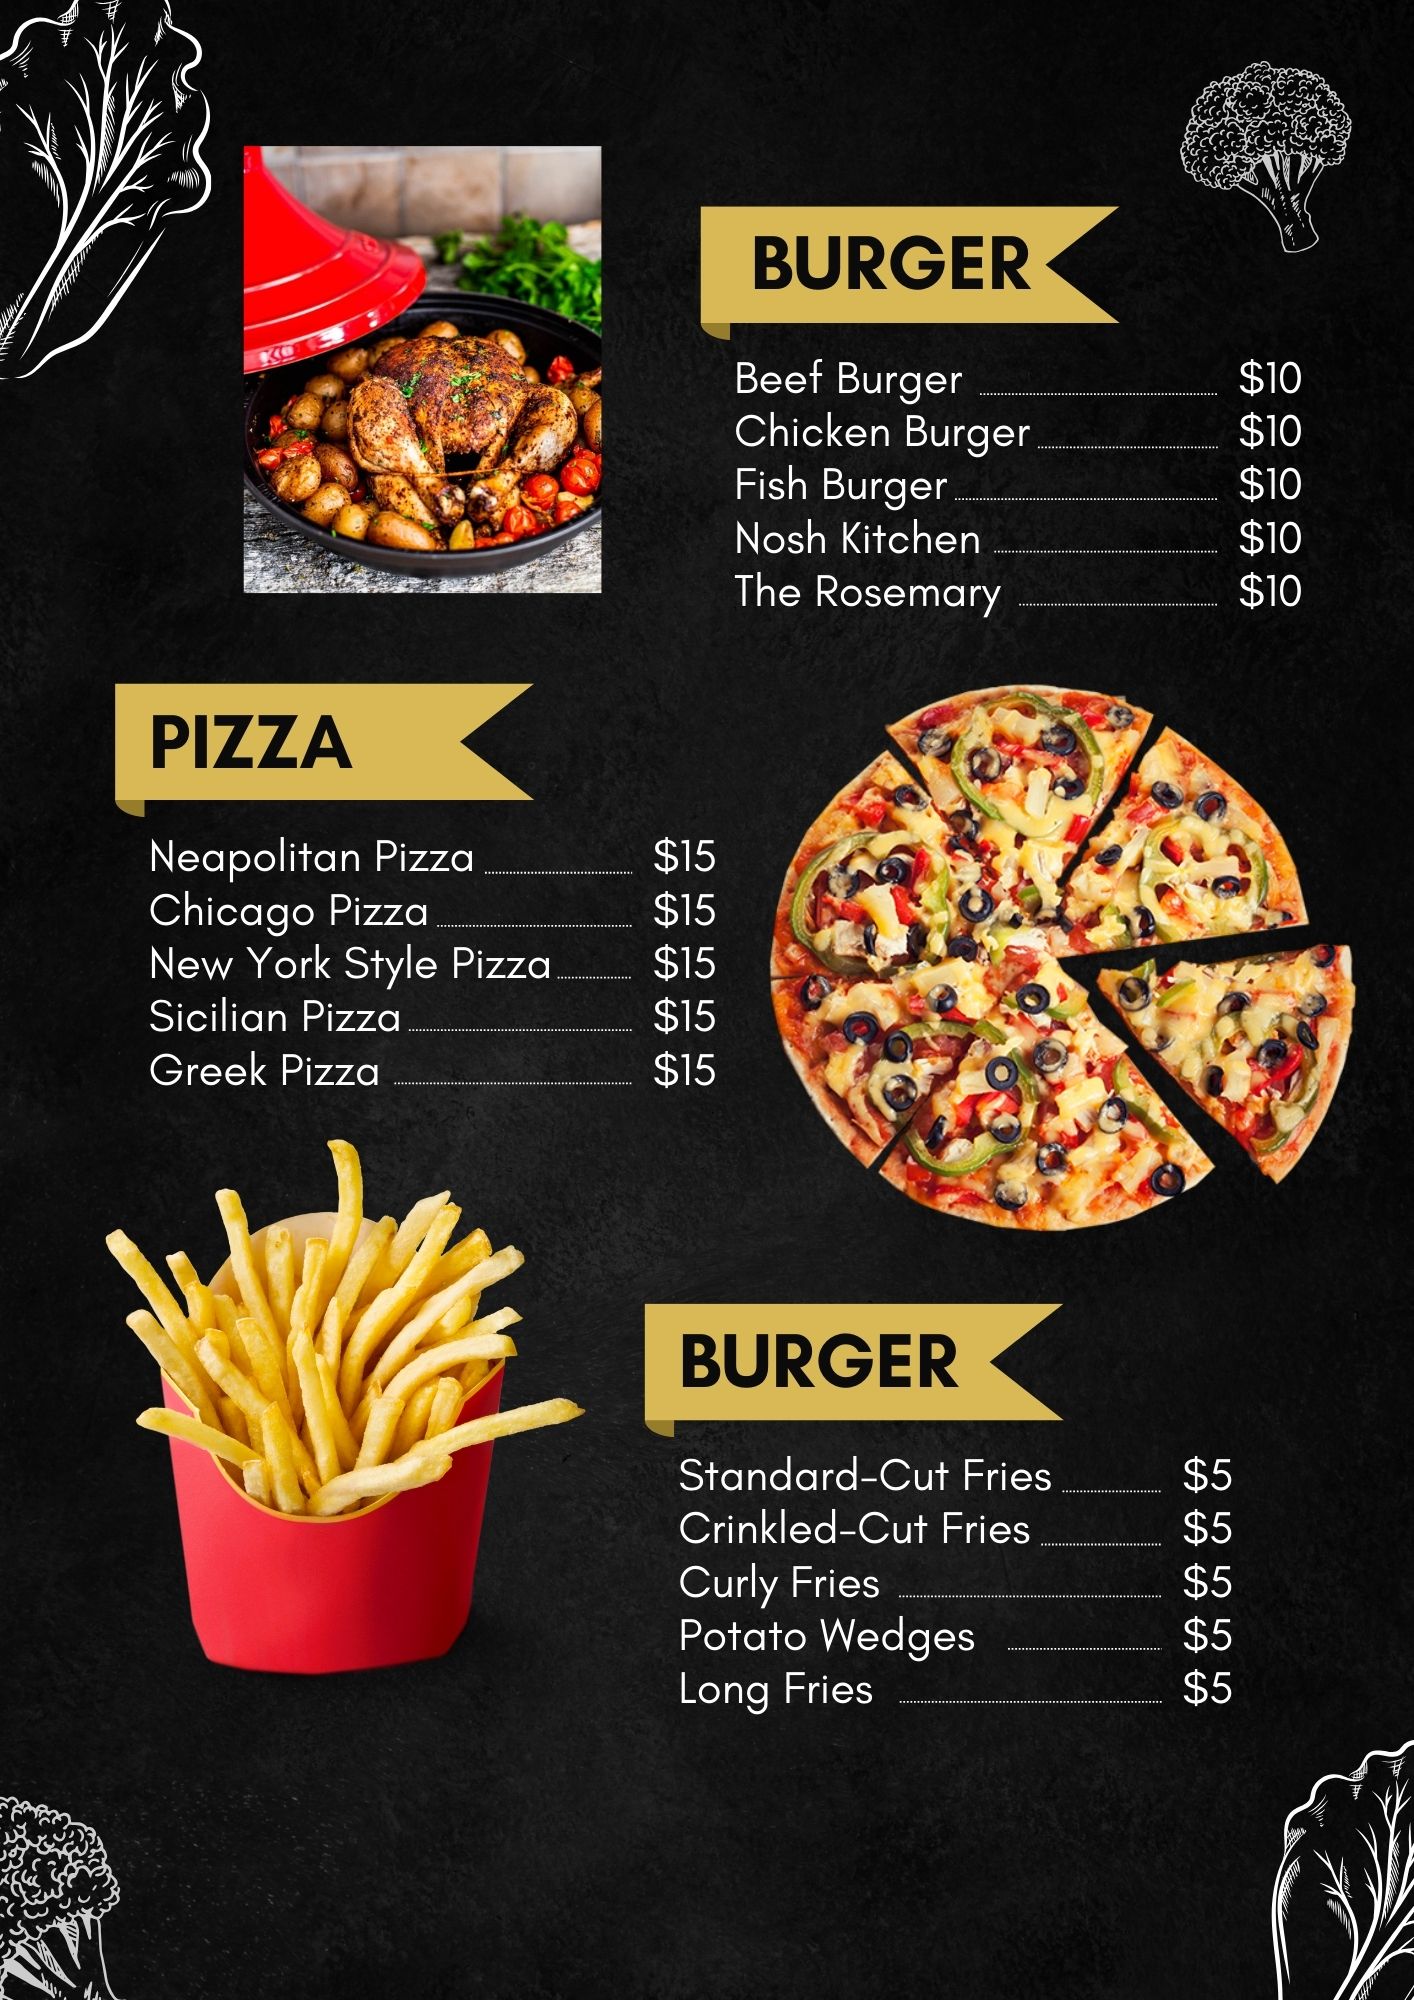 BURGER
Beef Burger $10
Chicken Burger $10
Fish Burger $10
Nosh Kitchen $10
The Rosemary $10
PIZZA
Neapolitan Pizza $15
Chicago Pizza $15
New York Style Pizza $15
Sicilian Pizza $15
Greek Pizza $15
BURGER
Standard-Cut Fries $5
Crinkled-Cut Fries $5
Curly Fries $5
Potato Wedges $5
Long Fries $5